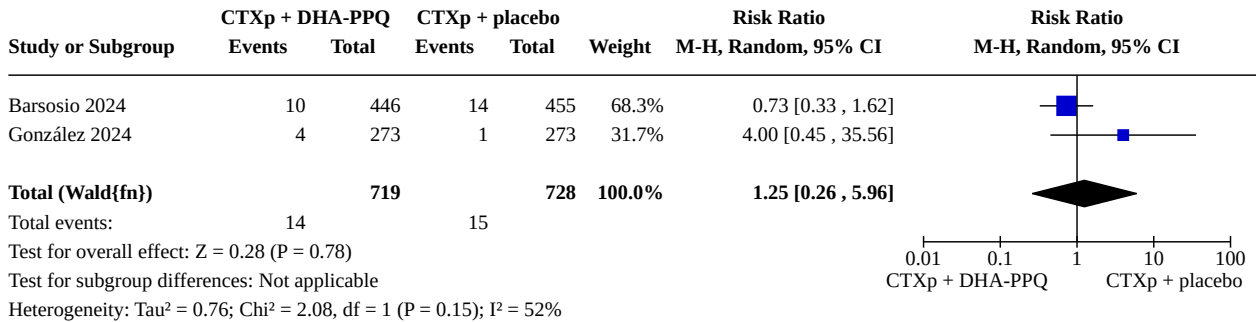 CTXp + DHA-PPQ CTXp + placebo Risk Ratio Risk Ratio
Study or Subgroup Events Total Events Total Weight M-H, Random, 95% CI M-H, Random, 95% CI
Barsosio 2024 10 446 14 455 68.3% 0.73 [0.33 , 1.62]
González 2024 4 273 1 273 31.7% 4.00 [0.45 , 35.56]
Total (Wald{fn}) 719 728 100.0% 1.25 [0.26 , 5.96]
Total events: 14 15
Test for overall effect: Z = 0.28 (P = 0.78)
0.01 0.1 1 10 100
Test for subgroup differences: Not applicable
CTXp + DHA-PPQ CTXp + placebo
Heterogeneity: Tau² = 0.76; Chi² = 2.08, df = 1 (P = 0.15); I² = 52%